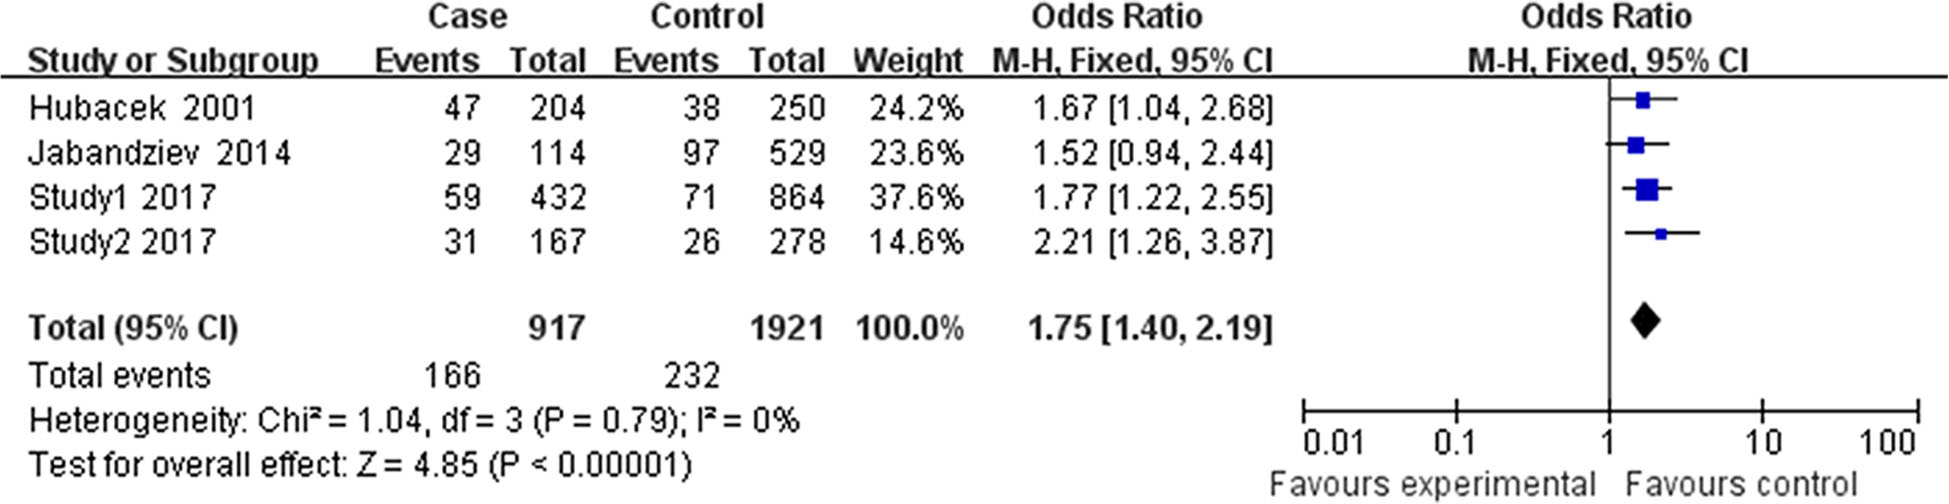 Case Control Odds Ratio Odds Ratio
Study or Subgroup Events Total Events Total Weight M-H, Fixed, 95% CI M-H, Fixed, 95% CI
Hubacek 2001 47 204 38 250 24.2% 1.67 [1.04, 2.68]
Jabandziev 2014 29 114 97 529 23.6% 1.52 [0.94, 2.44]
Study1 2017 59 432 71 864 37.6% 1.77 [1.22, 2.55]
Study2 2017 31 167 26 278 14.6% 2.21 [1.26, 3.87]
Total (95% CI) 917 1921 100.0% 1.75 [1.40, 2.19]
Total events 166 232
Heterogeneity: Chi² = 1.04, df = 3 (P = 0.79); I² = 0%
Test for overall effect: Z = 4.85 (P < 0.00001)
0.01 0.1 1 10 100
Favours experimental Favours control